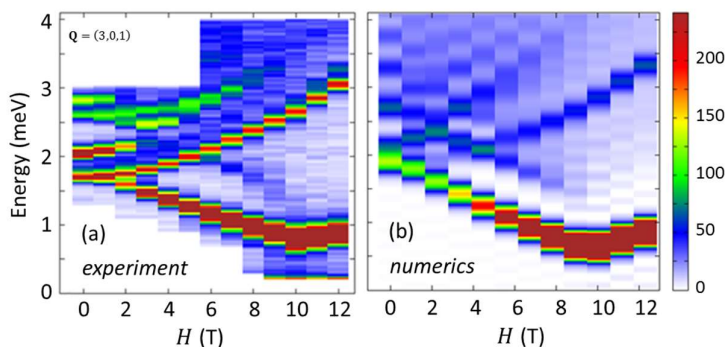 4
3
2
1
0
Energy (meV)
Q = (3,0,1)
(a)
experiment
0 2 4 6 8 10 12
H (T)
(b)
numerics
0 2 4 6 8 10 12
H (T)
200
150
100
50
0